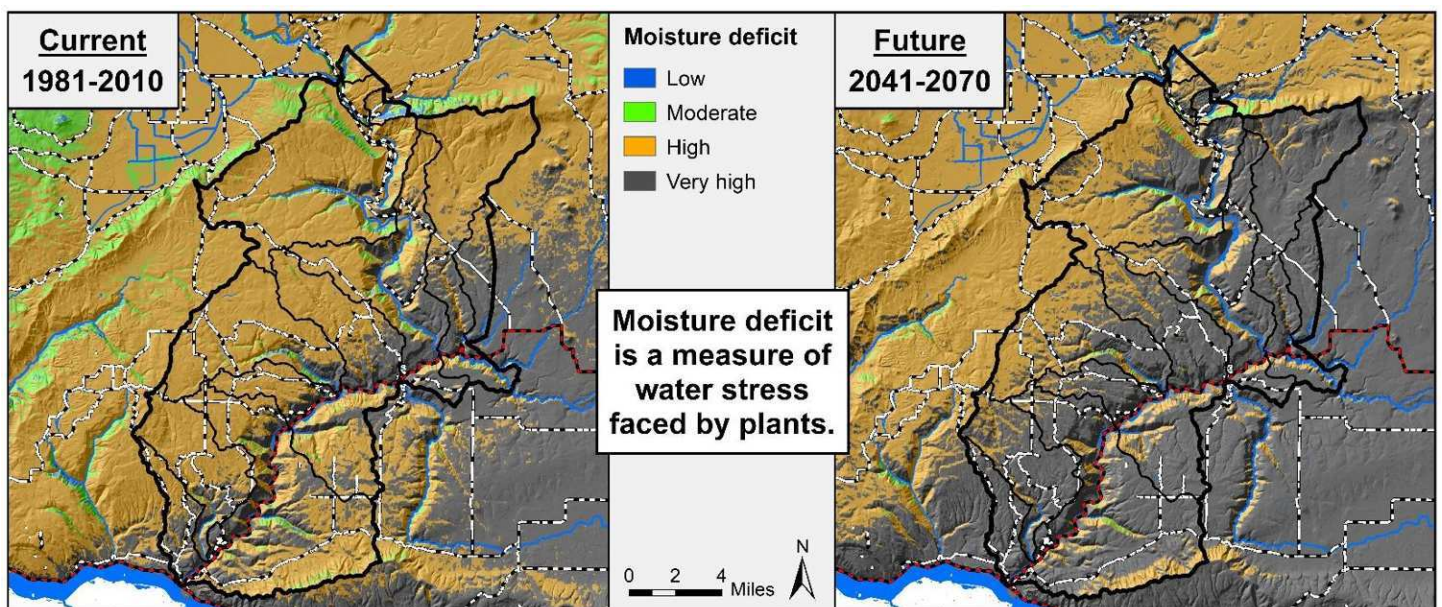 Current
1981-2010
Moisture deficit
Low
Moderate
High
Very high
Future
2041-2070
Moisture deficit
is a measure of
water stress
faced by plants.
N
0 2 4 Miles